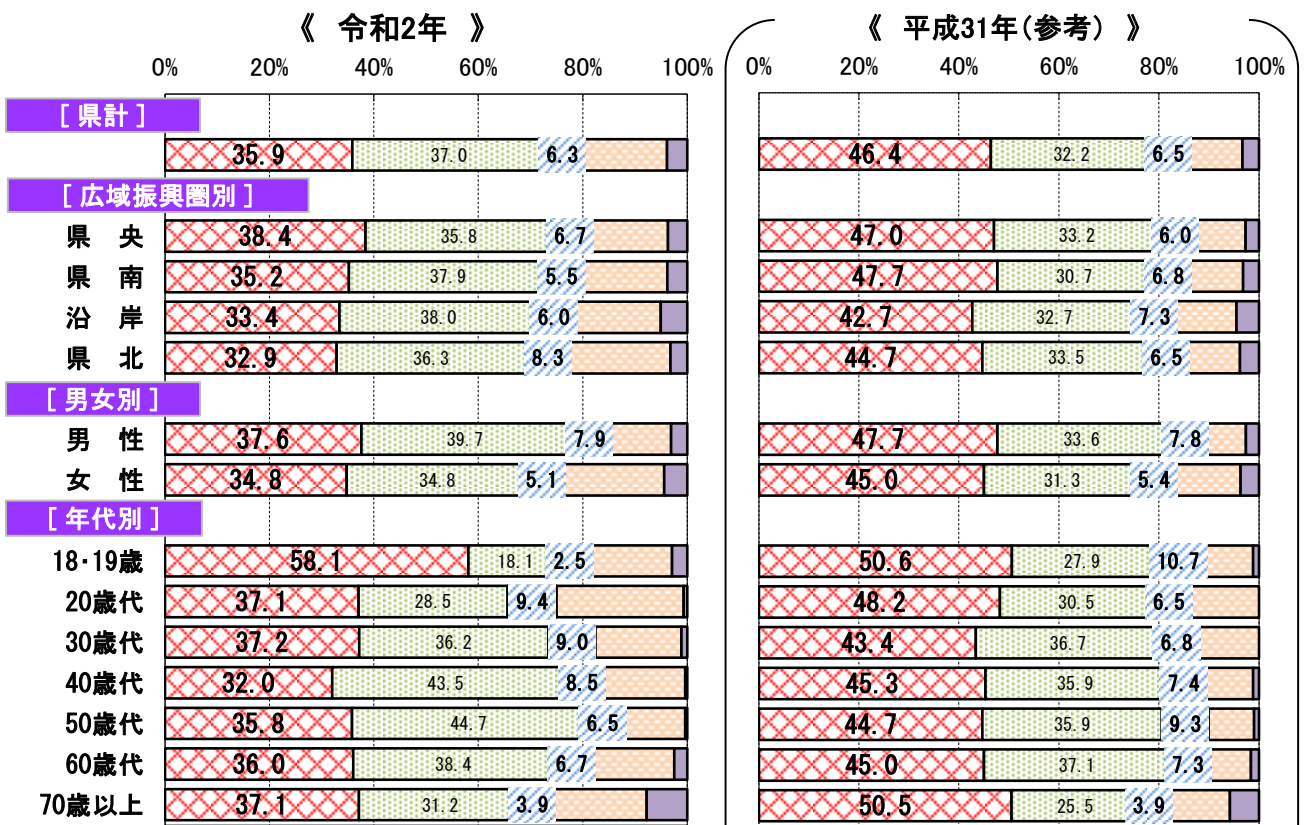 《 令和2年 》 《 平成31年(参考) 》
0% 20% 40% 60% 80% 100% 0% 20% 40% 60% 80% 100%
[ 県計 ]
35.9 37.0 6.3 46.4 32.2 6.5
[ 広域振興圏別 ]
県 央 38.4 35.8 6.7 47.0 33.2 6.0
県 南 35.2 37.9 5.5 47.7 30.7 6.8
沿 岸 33.4 38.0 6.0 42.7 32.7 7.3
県 北 32.9 36.3 8.3 44.7 33.5 6.5
[ 男女別 ]
男 性 37.6 39.7 7.9 47.7 33.6 7.8
女 性 34.8 34.8 5.1 45.0 31.3 5.4
[ 年代別 ]
18・19歳 58.1 18.1 2.5 50.6 27.9 10.7
20歳代 37.1 28.5 9.4 48.2 30.5 6.5
30歳代 37.2 36.2 9.0 43.4 36.7 6.8
40歳代 32.0 43.5 8.5 45.3 35.9 7.4
50歳代 35.8 44.7 6.5 44.7 35.9 9.3
60歳代 36.0 38.4 6.7 45.0 37.1 7.3
70歳以上 37.1 31.2 3.9 50.5 25.5 3.9